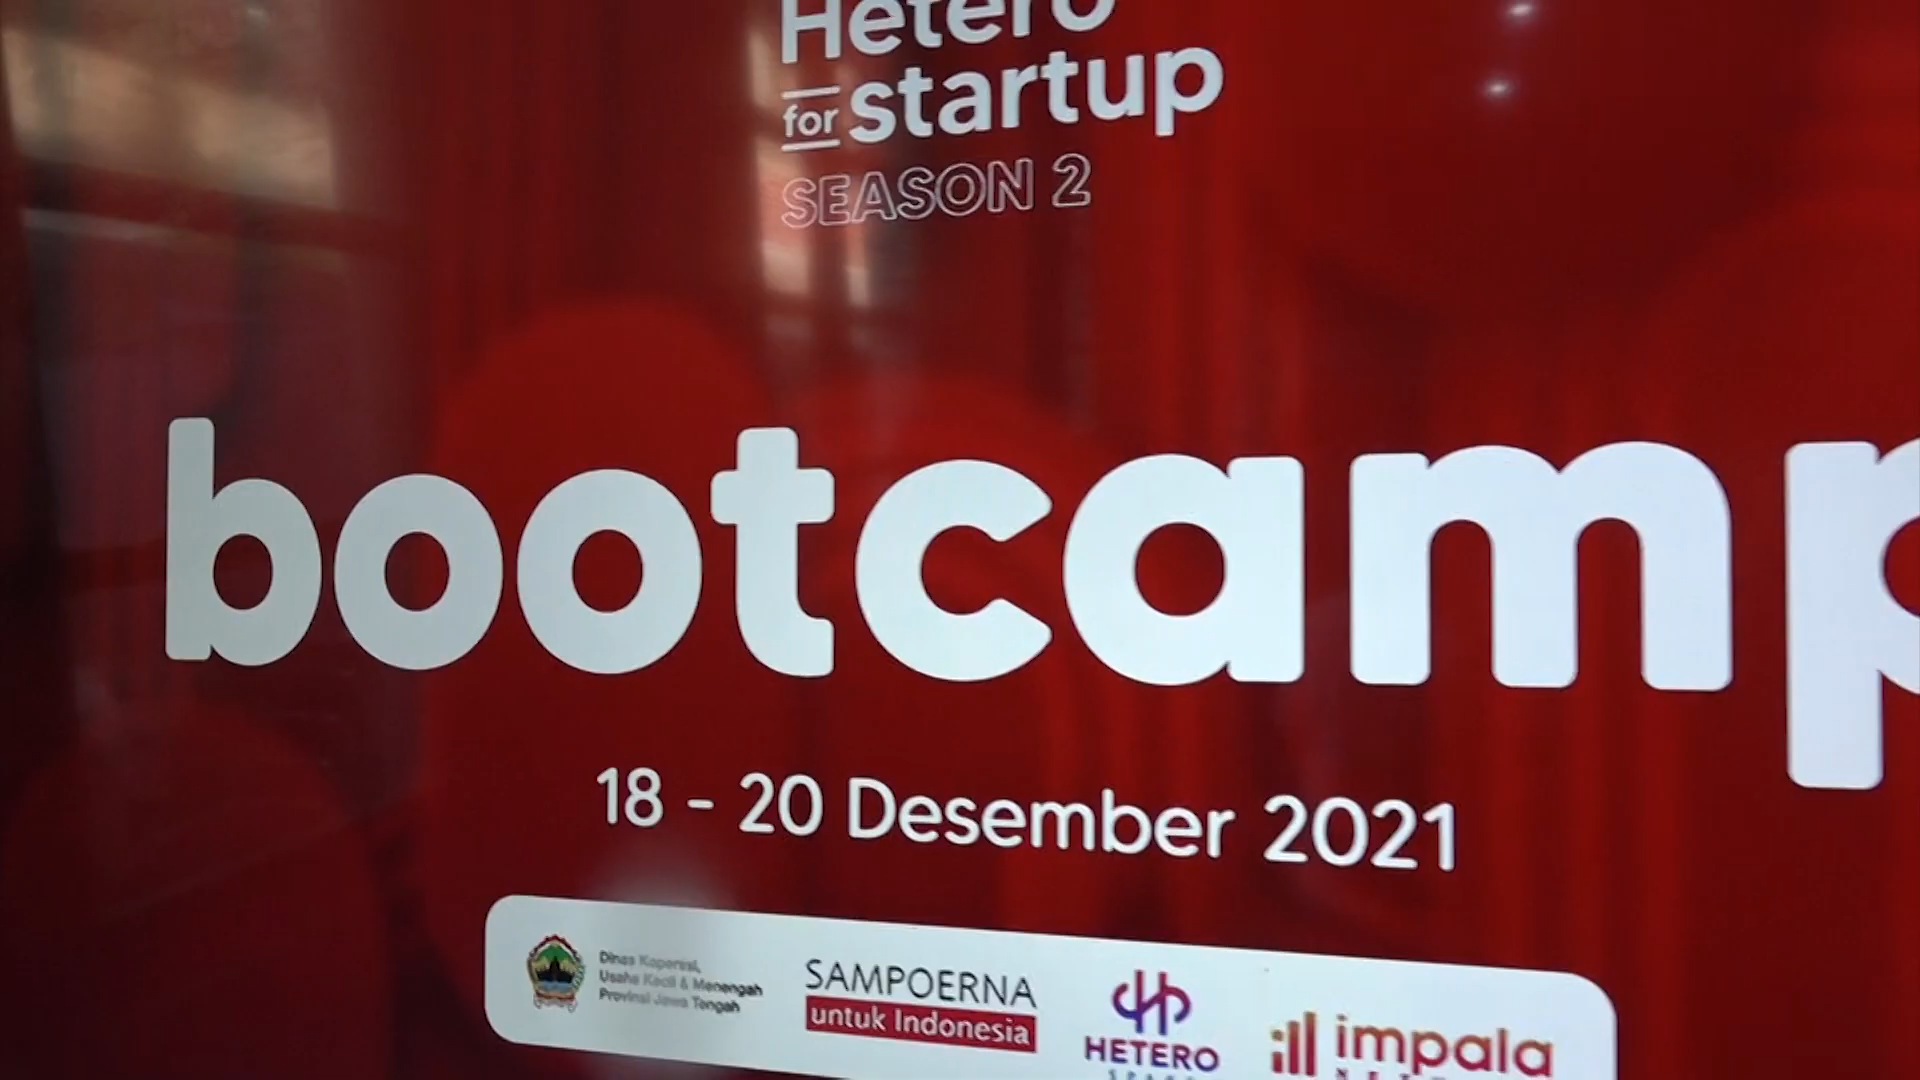 Hetero
for startup
SEASON 2
bootcamp
18 - 20 Desember 2021
Dinas Koperasi,
Usaha Kecil & Menengah
Provinsi Jawa Tengah
SAMPOERNA
untuk Indonesia
HETERO
impala